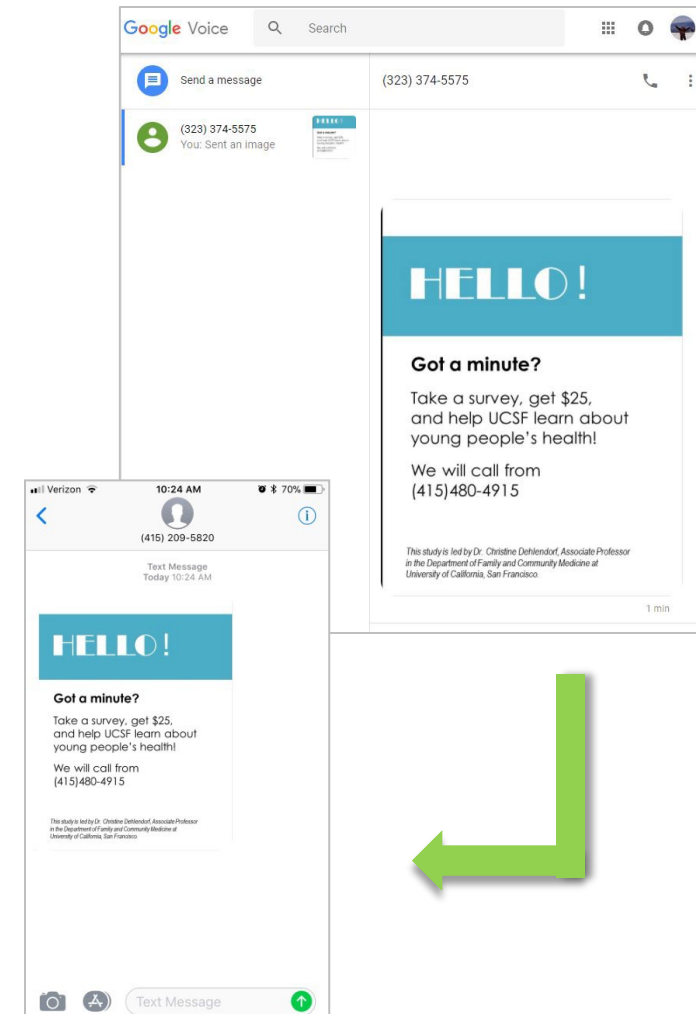 Google Voice
Search
Send a message
(323) 374-5575
You: Sent an image
(323) 374-5575
HELLO!
Got a minute?
Take a survey, get $25,
and help UCSF learn about
young people's health!
We will call from
(415)480-4915
This study is led by Dr. Christine Dehlendorf, Associate Professor
in the Department of Family and Community Medicine at
University of California, San Francisco.
1 min
Verizon
10:24 AM
70%
(415) 209-5820
Text Message
Today 10:24 AM
HELLO!
Got a minute?
Take a survey, get $25,
and help UCSF learn about
young people's health!
We will call from
(415)480-4915
This study is led by Dr. Christine Dehlendorf, Associate Professor
in the Department of Family and Community Medicine at
University of California, San Francisco.
Text Message